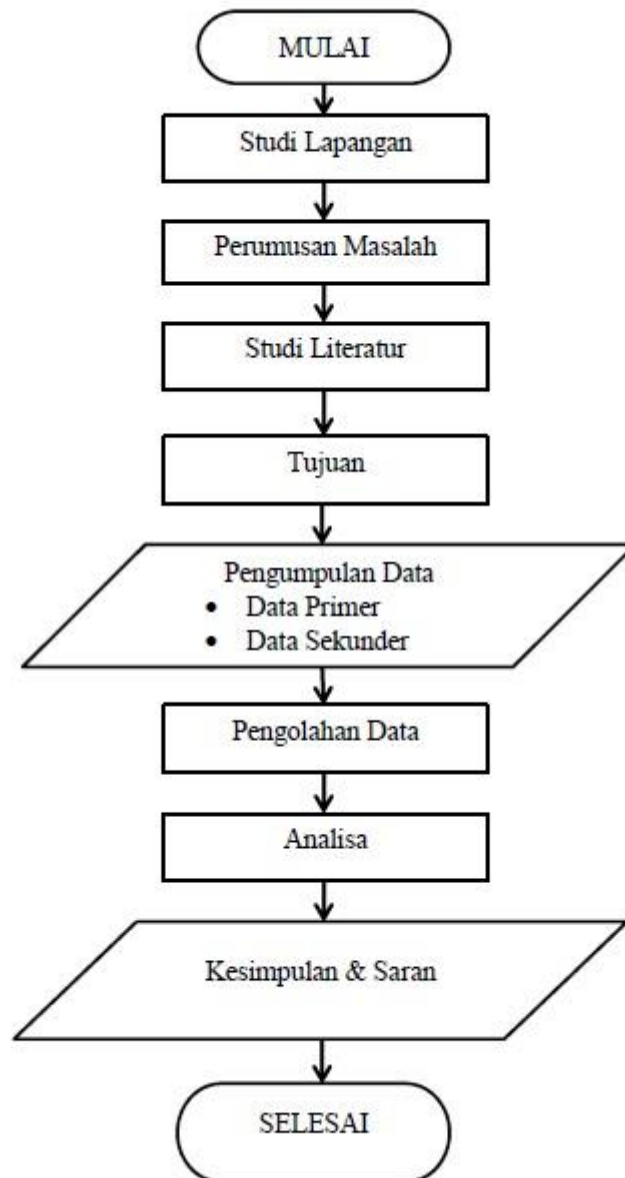 MULAI
Studi Lapangan
Perumusan Masalah
Studi Literatur
Tujuan
Pengumpulan Data
• Data Primer
• Data Sekunder
Pengolahan Data
Analisa
Kesimpulan & Saran
SELESAI